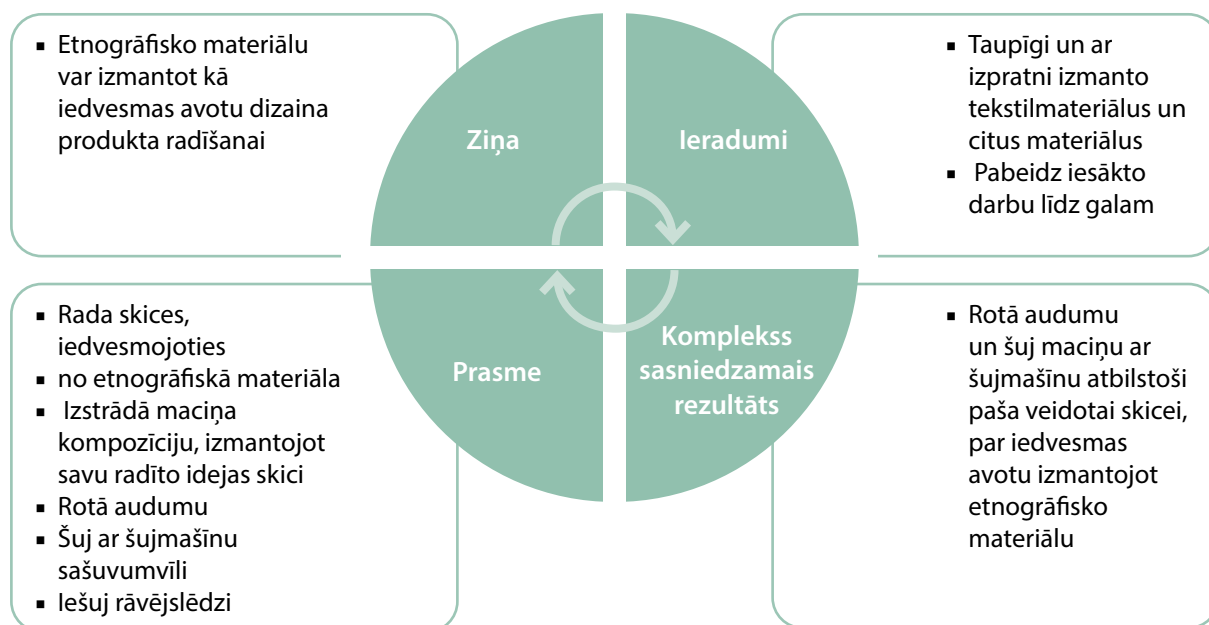 ▪ Etnogrāfisko materiālu
var izmantot kā
iedvesmas avotu dizaina
produkta radīšanai
Ziņa
Ieradumi
▪ Taupīgi un ar
izpratni izmanto
tekstilmateriālus un
citus materiālus
▪ Pabeidz iesākto
darbu līdz galam
▪ Rada skices,
iedvesmojoties
▪ no etnogrāfiskā materiāla
▪ Izstrādā maciņa
kompozīciju, izmantojot
savu radīto idejas skici
▪ Rotā audumu
▪ Šuj ar šujmašīnu
sašuvumvīli
▪ Iešuj rāvējslēdzi
Prasme
Komplekss
sasniedzamais
rezultāts
▪ Rotā audumu
un šuj maciņu ar
šujmašīnu atbilstoši
paša veidotai skicei,
par iedvesmas
avotu izmantojot
etnogrāfisko
materiālu